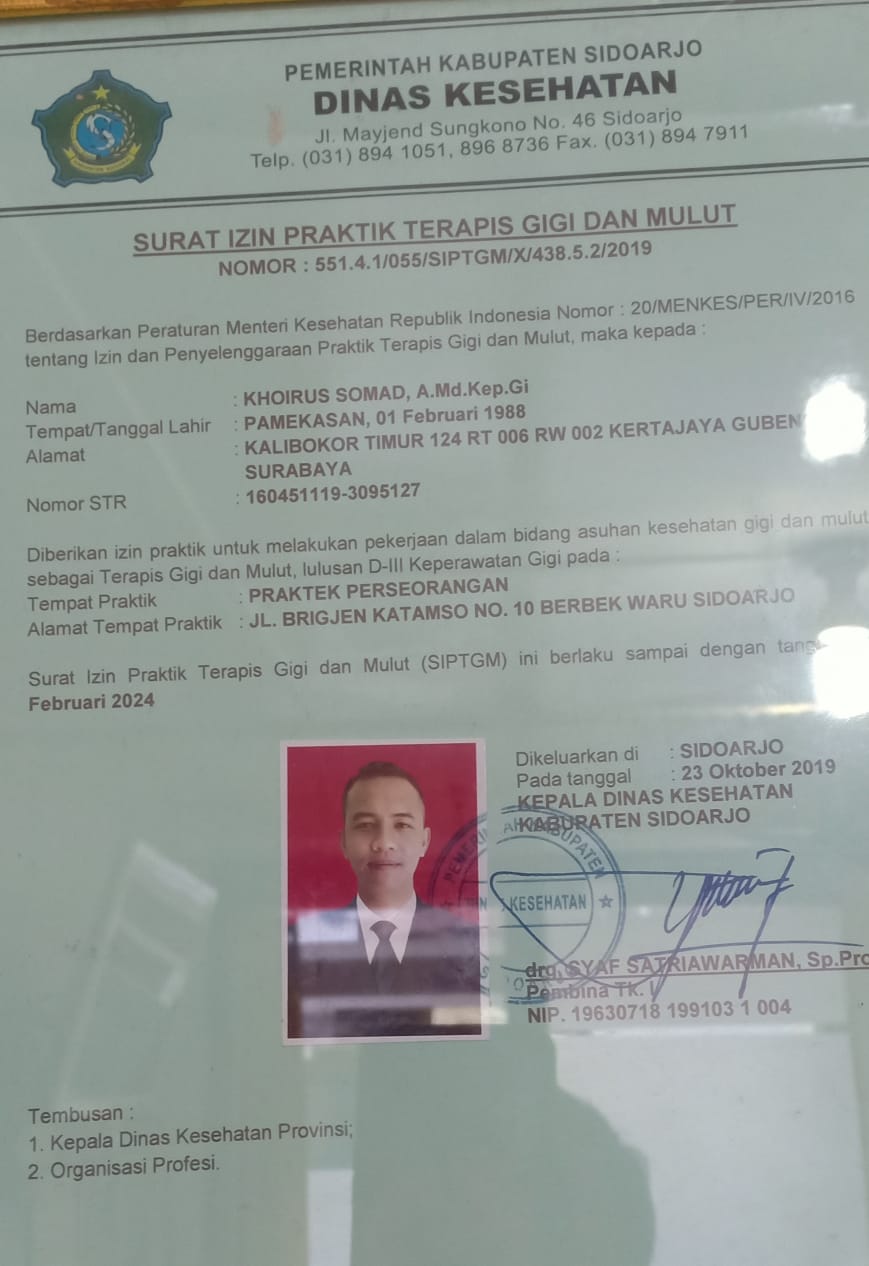 PEMERINTAH KABUPATEN SIDOARJO
DINAS KESEHATAN
Jl. Mayjend Sungkono No. 46 Sidoarjo
Telp. (031) 894 1051, 896 8736 Fax. (031) 894 7911
SURAT IZIN PRAKTIK TERAPIS GIGI DAN MULUT
NOMOR : 551.4.1/055/SIPTGM/X/438.5.2/2019
Berdasarkan Peraturan Menteri Kesehatan Republik Indonesia Nomor : 20/MENKES/PER/IV/2016
tentang Izin dan Penyelenggaraan Praktik Terapis Gigi dan Mulut, maka kepada :
Nama : KHOIRUS SOMAD, A.Md.Kep.Gi
Tempat/Tanggal Lahir : PAMEKASAN, 01 Februari 1988
Alamat : KALIBOKOR TIMUR 124 RT 006 RW 002 KERTAJAYA GUBEN
SURABAYA
Nomor STR : 160451119-3095127
Diberikan izin praktik untuk melakukan pekerjaan dalam bidang asuhan kesehatan gigi dan mulut
sebagai Terapis Gigi dan Mulut, lulusan D-III Keperawatan Gigi pada :
Tempat Praktik : PRAKTEK PERSEORANGAN
Alamat Tempat Praktik : JL. BRIGJEN KATAMSO NO. 10 BERBEK WARU SIDOARJO
Surat Izin Praktik Terapis Gigi dan Mulut (SIPTGM) ini berlaku sampai dengan tang
Februari 2024
Dikeluarkan di : SIDOARJO
Pada tanggal : 23 Oktober 2019
KEPALA DINAS KESEHATAN
KABUPATEN SIDOARJO
KABUPATEN
KESEHATAN
drg. SYAF SATRIAWARMAN, Sp.Pro
Pembina Tk. I
NIP. 19630718 199103 1 004
Tembusan :
1. Kepala Dinas Kesehatan Provinsi;
2. Organisasi Profesi.